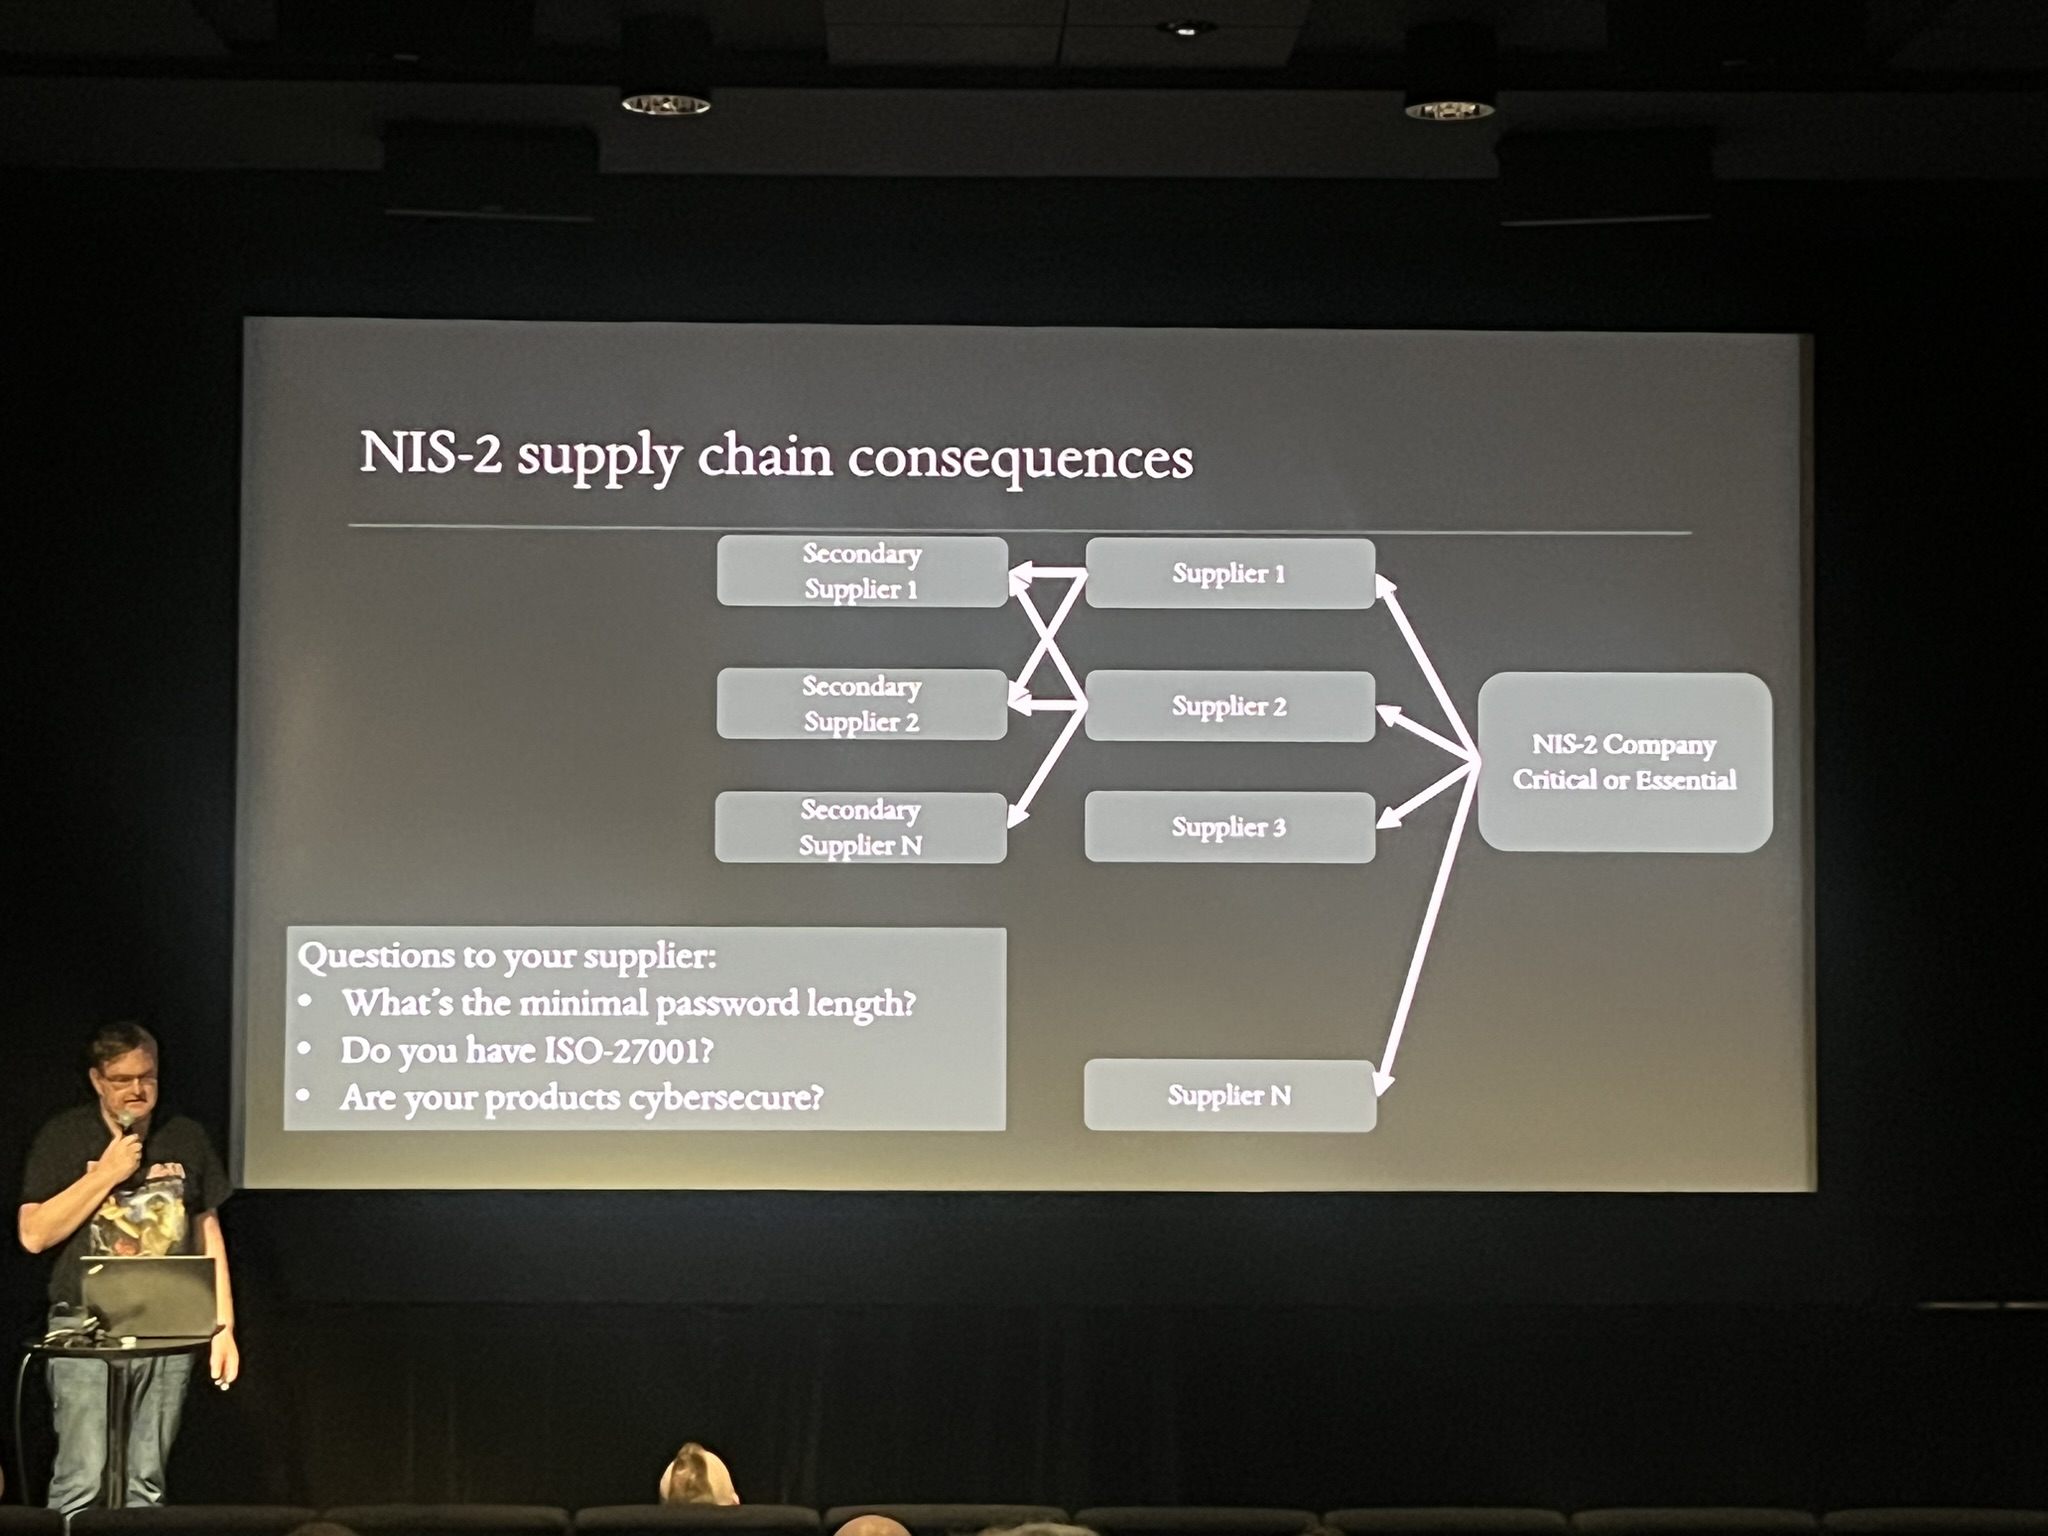 NIS-2 supply chain consequences
Secondary
Supplier 1
Supplier 1
Secondary
Supplier 2
Supplier 2
NIS-2 Company
Critical or Essential
Secondary
Supplier N
Supplier 3
Questions to your supplier:
• What´s the minimal password length?
• Do you have ISO-27001?
• Are your products cybersecure?
Supplier N